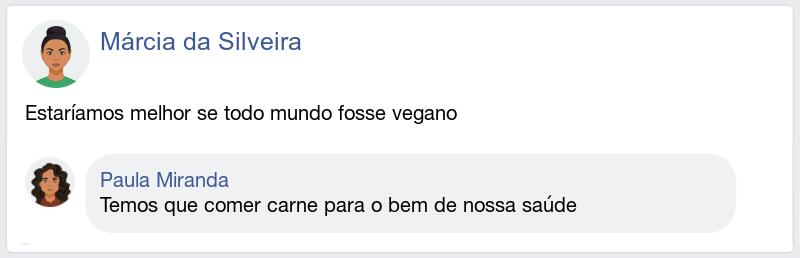 Márcia da Silveira
Estaríamos melhor se todo mundo fosse vegano
Paula Miranda
Temos que comer carne para o bem de nossa saúde